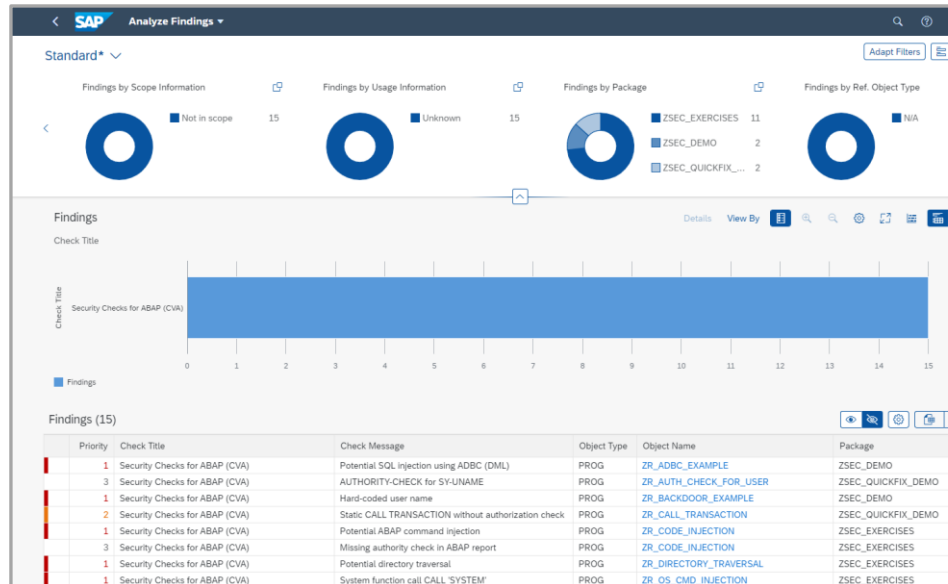 SAP Analyze Findings
Standard*
Adapt Filters
Findings by Scope Information
Not in scope 15
Findings by Usage Information
Unknown 15
Findings by Package
ZSEC_EXERCISES 11
ZSEC_DEMO 2
ZSEC_QUICKFIX_... 2
Findings by Ref. Object Type
N/A
Findings
Details View By
Check Title
Check Title
Security Checks for ABAP (CVA)
0 1 2 3 4 5 6 7 8 9 10 11 12 13 14 15
Findings
Findings (15)
Priority Check Title Check Message Object Type Object Name Package
1 Security Checks for ABAP (CVA) Potential SQL injection using ADBC (DML) PROG ZR_ADBC_EXAMPLE ZSEC_DEMO
3 Security Checks for ABAP (CVA) AUTHORITY-CHECK for SY-UNAME PROG ZR_AUTH_CHECK_FOR_USER ZSEC_QUICKFIX_DEMO
1 Security Checks for ABAP (CVA) Hard-coded user name PROG ZR_BACKDOOR_EXAMPLE ZSEC_DEMO
2 Security Checks for ABAP (CVA) Static CALL TRANSACTION without authorization check PROG ZR_CALL_TRANSACTION ZSEC_QUICKFIX_DEMO
1 Security Checks for ABAP (CVA) Potential ABAP command injection PROG ZR_CODE_INJECTION ZSEC_EXERCISES
3 Security Checks for ABAP (CVA) Missing authority check in ABAP report PROG ZR_CODE_INJECTION ZSEC_EXERCISES
1 Security Checks for ABAP (CVA) Potential directory traversal PROG ZR_DIRECTORY_TRAVERSAL ZSEC_EXERCISES
1 Security Checks for ABAP (CVA) System function call CALL 'SYSTEM' PROG ZR_OS_CMD_INJECTION ZSEC_EXERCISES